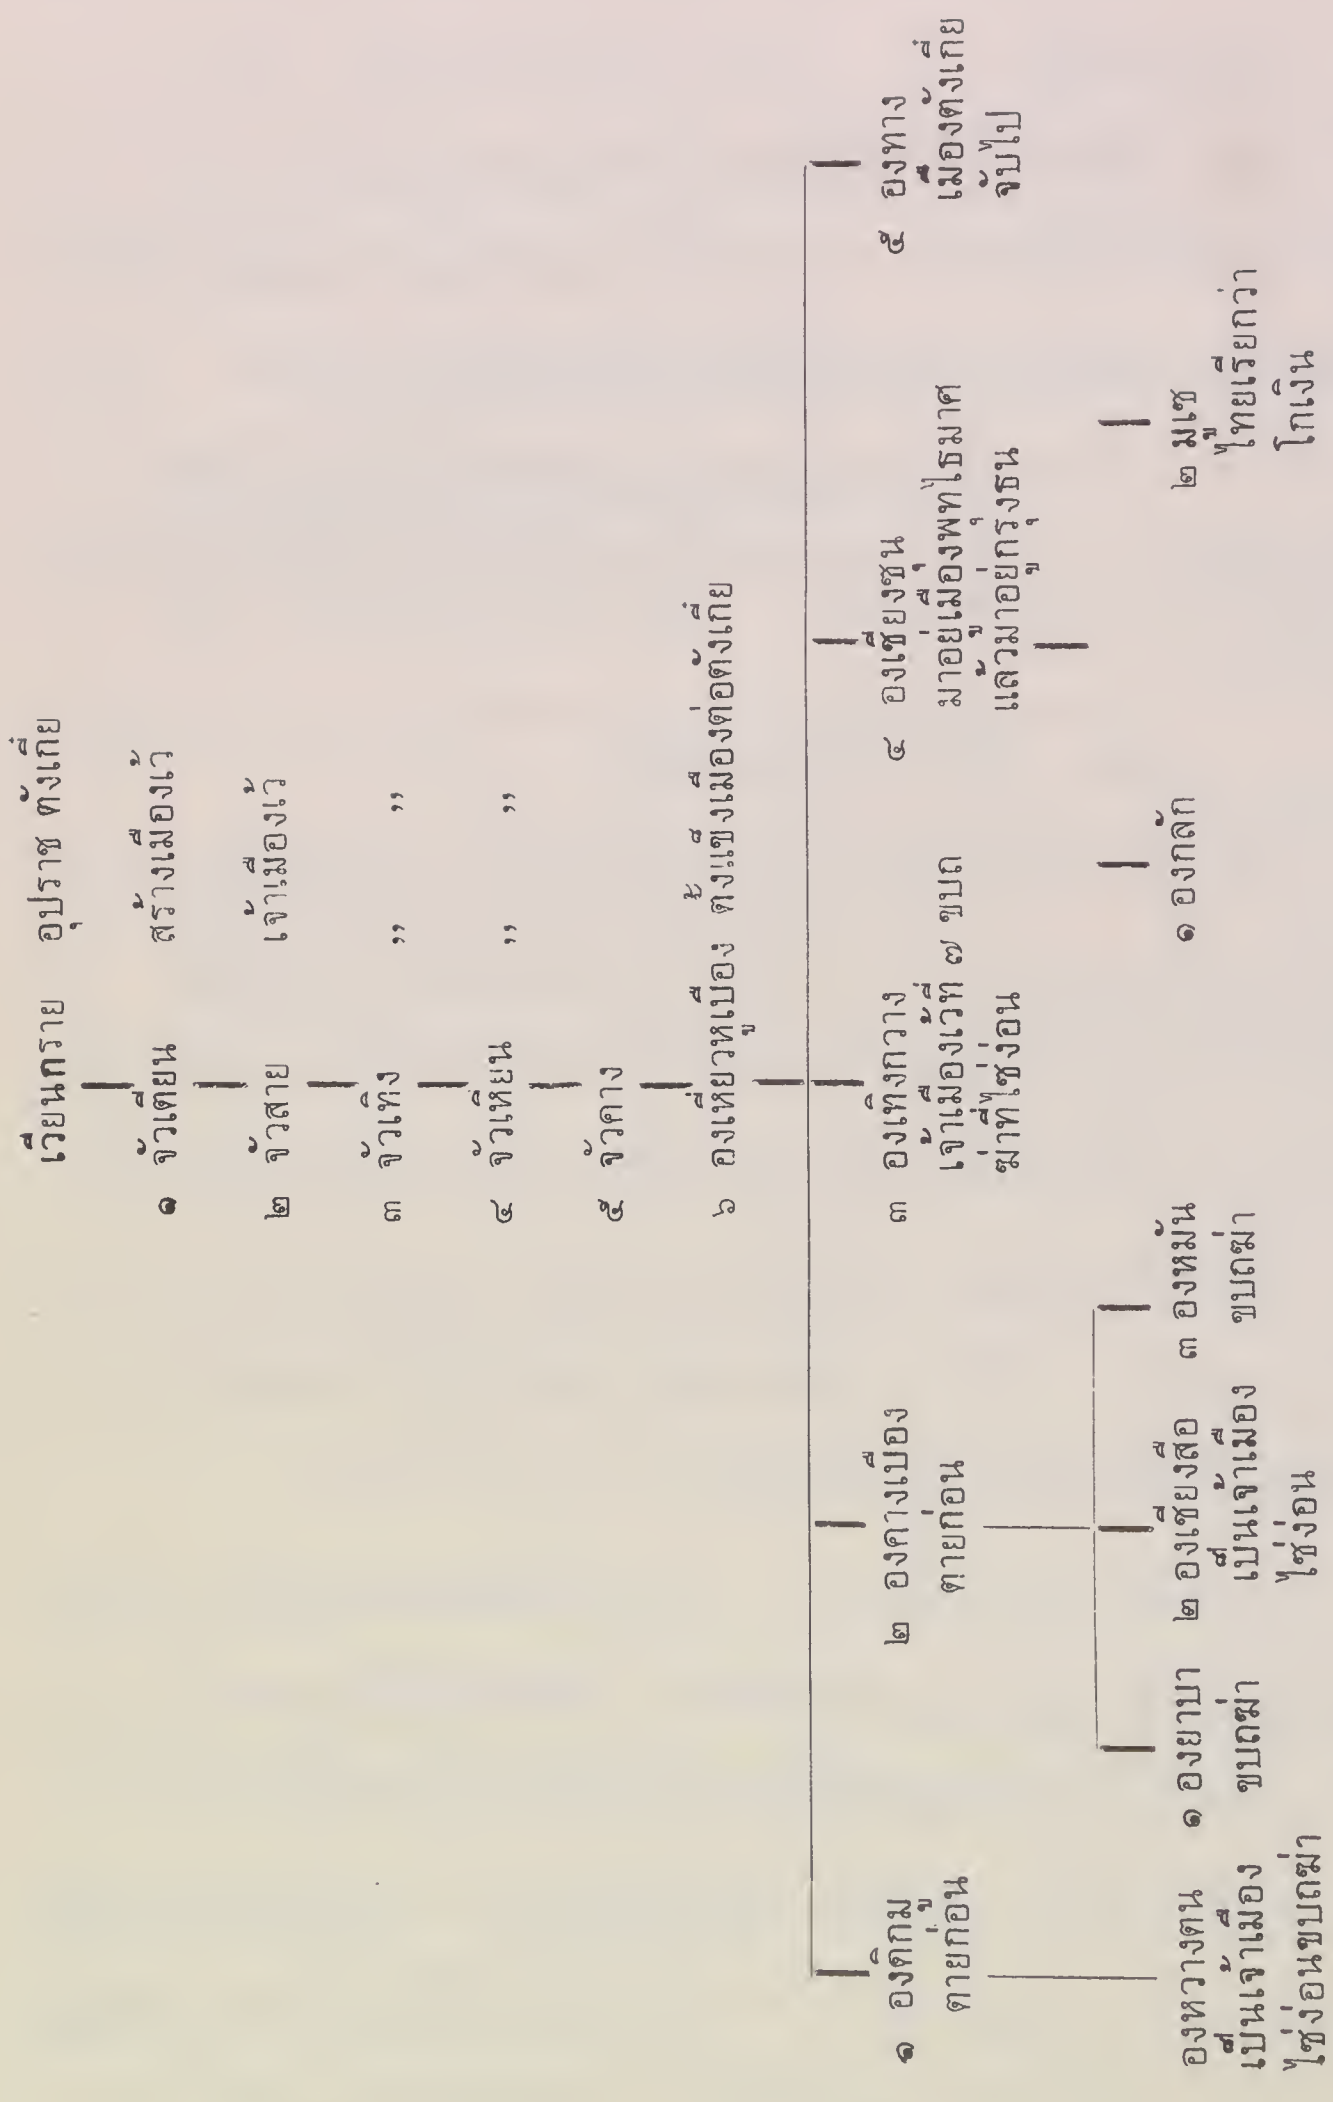 เวียนกราย อุปราช ตังเกี๋ย
๑ จัวเตียน สร้างเมืองเว้
๒ จัวสาย เจ้าเมืองเว้
๓ จัวเทิง ,, ,,
๔ จัวเหียน ,, ,,
๕ จัวคาง
๖ องเหียวหูเบือง ตั้งแข็งเมืองต่อตังเกี๋ย
๑ องดิกมู
ตายก่อน
๒ องคางเบือง
ตายก่อน
๓ องเทิงกวาง
เจ้าเมืองเว้ที่ ๗ ขบถ
ฆ่าที่ไซ่ง่อน
๔ องเชียงชุน
มาอยู่เมืองพุทไธมาศ
แล้วมาอยู่กรุงธน
๕ องทาง
เมืองตังเกี๋ย
จับไป
องหวางตน
เป็นเจ้าเมือง
ไซ่ง่อนขบถฆ่า
๑ องยาบา
ขบถฆ่า
๒ องเชียงสือ
เป็นเจ้าเมือง
ไซ่ง่อน
๓ องหมัน
ขบถฆ่า
๑ องกลัก
๒ มูเซ
ไทยเรียกว่า
โกเงิน